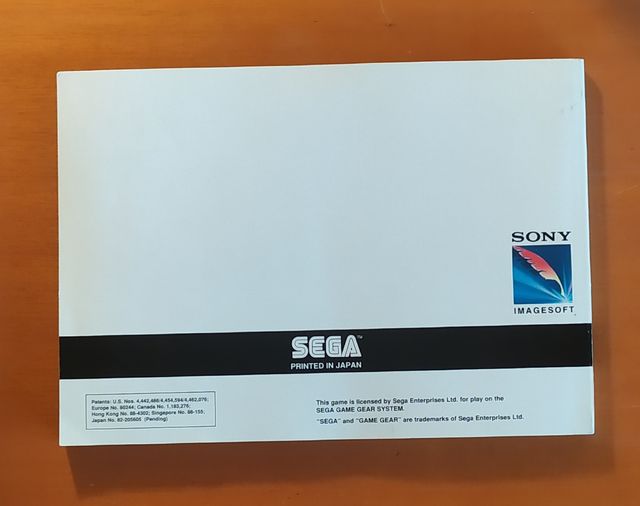 SONY
IMAGESOFT
SEGA™
PRINTED IN JAPAN
Patents: U.S. Nos. 4,442,486/4,454,594/4,462,076;
Europe No. 80244; Canada No. 1,183,276;
Hong Kong No. 88-4302; Singapore No. 88-155;
Japan No. 82-205605 (Pending)
This game is licensed by Sega Enterprises Ltd. for play on the
SEGA GAME GEAR SYSTEM.
"SEGA" and "GAME GEAR" are trademarks of Sega Enterprises Ltd.